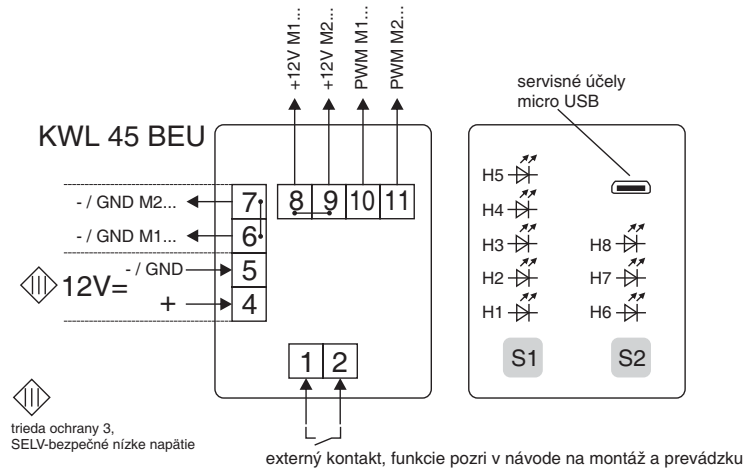 +12V M1...
+12V M2...
PWM M1...
PWM M2...
servisné účely
micro USB
KWL 45 BEU
- / GND M2...
7
8
9
10
11
- / GND M1...
6
12V=
- / GND
5
+
4
1
2
H5
H4
H3
H8
H2
H7
H1
H6
S1
S2
trieda ochrany 3,
SELV-bezpečné nízke napätie
externý kontakt, funkcie pozri v návode na montáž a prevádzku